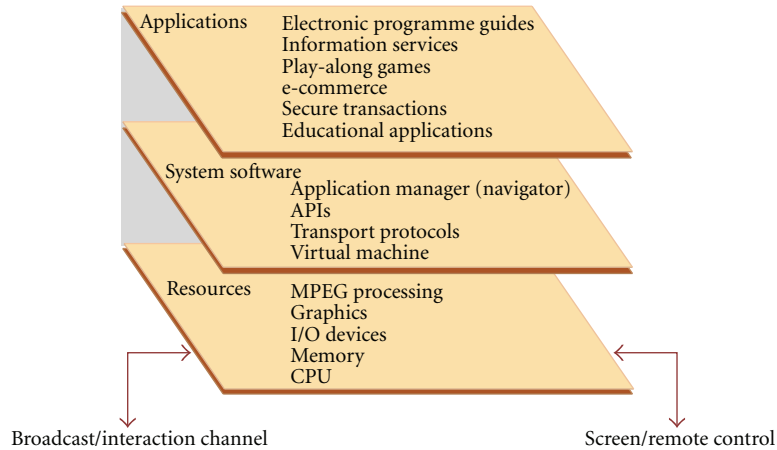 Applications
Electronic programme guides
Information services
Play-along games
e-commerce
Secure transactions
Educational applications
System software
Application manager (navigator)
APIs
Transport protocols
Virtual machine
Resources
MPEG processing
Graphics
I/O devices
Memory
CPU
Broadcast/interaction channel
Screen/remote control